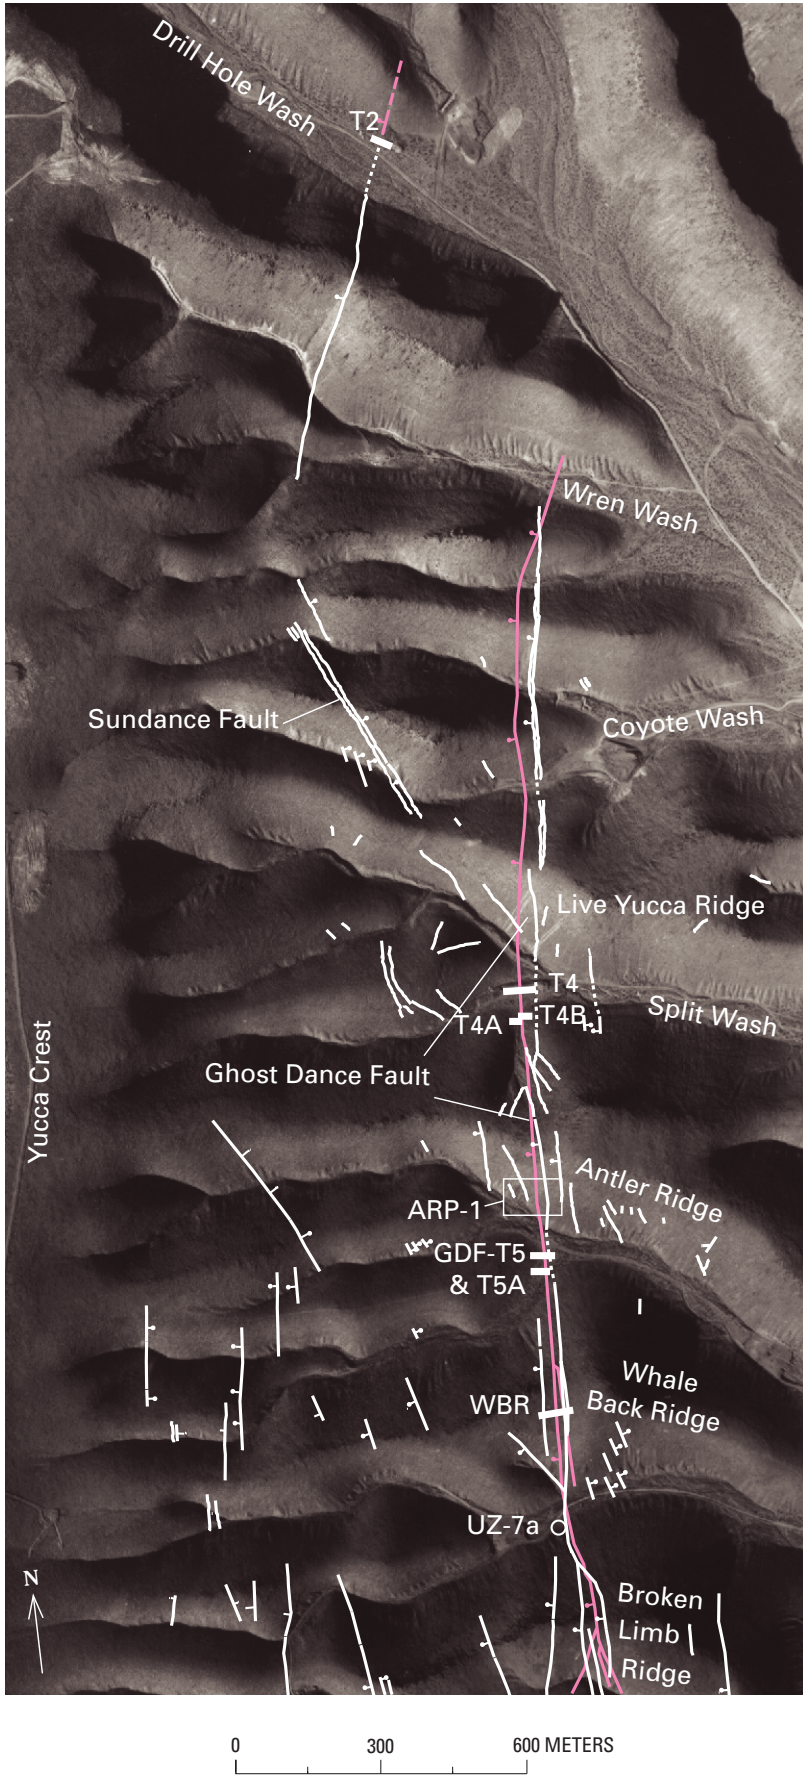 Drill Hole Wash
T2
Wren Wash
Sundance Fault
Coyote Wash
Live Yucca Ridge
T4
T4A
T4B
Split Wash
Yucca Crest
Ghost Dance Fault
Antler Ridge
ARP-1
GDF-T5
& T5A
Whale
Back Ridge
WBR
UZ-7a
N
Broken
Limb
Ridge
0 300 600 METERS